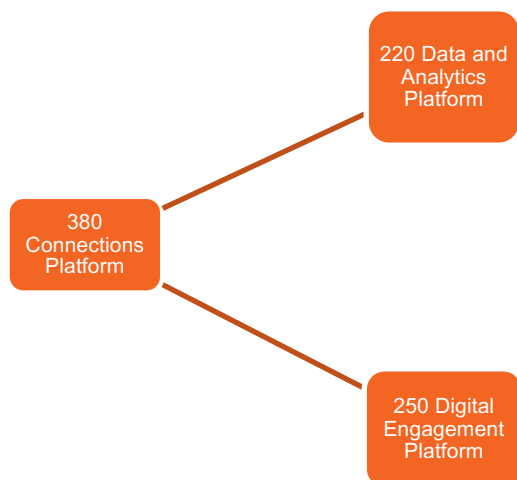 220 Data and
Analytics
Platform
380
Connections
Platform
250 Digital
Engagement
Platform